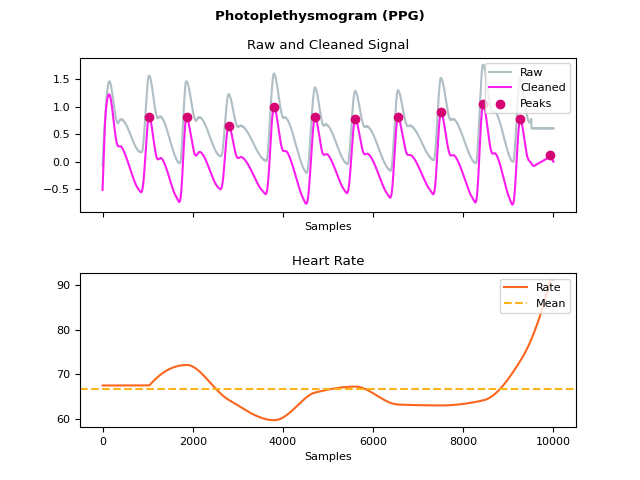 Photoplethysmogram (PPG)
Raw and Cleaned Signal
Raw
Cleaned
Peaks
1.5
1.0
0.5
0.0
−0.5
Samples
Heart Rate
Rate
Mean
90
80
70
60
0 2000 4000 6000 8000 10000
Samples